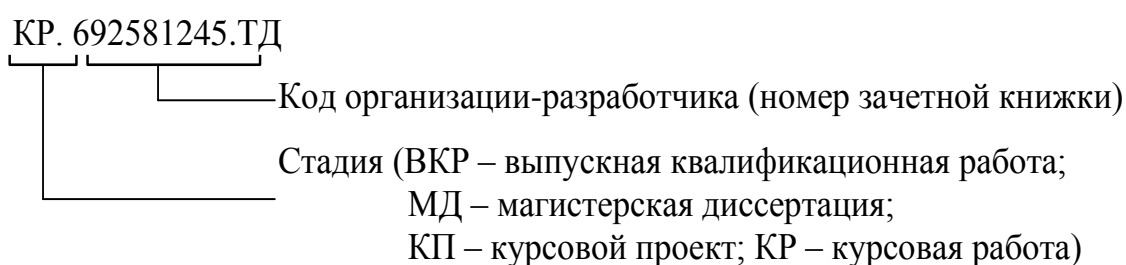 КР. 692581245.ТД
Код организации-разработчика (номер зачетной книжки)
Стадия (ВКР – выпускная квалификационная работа;
МД – магистерская диссертация;
КП – курсовой проект; КР – курсовая работа)